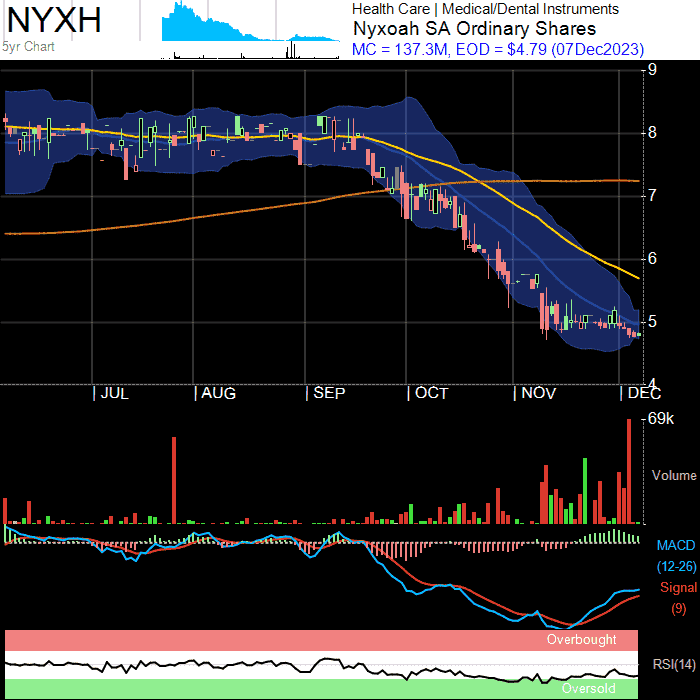 NYXH
5yr Chart
Health Care | Medical/Dental Instruments
Nyxoah SA Ordinary Shares
MC = 137.3M, EOD = $4.79 (07Dec2023)
9
8
7
6
5
4
JUL
AUG
SEP
OCT
NOV
DEC
69k
Volume
MACD
(12-26)
Signal
(9)
Overbought
RSI(14)
Oversold